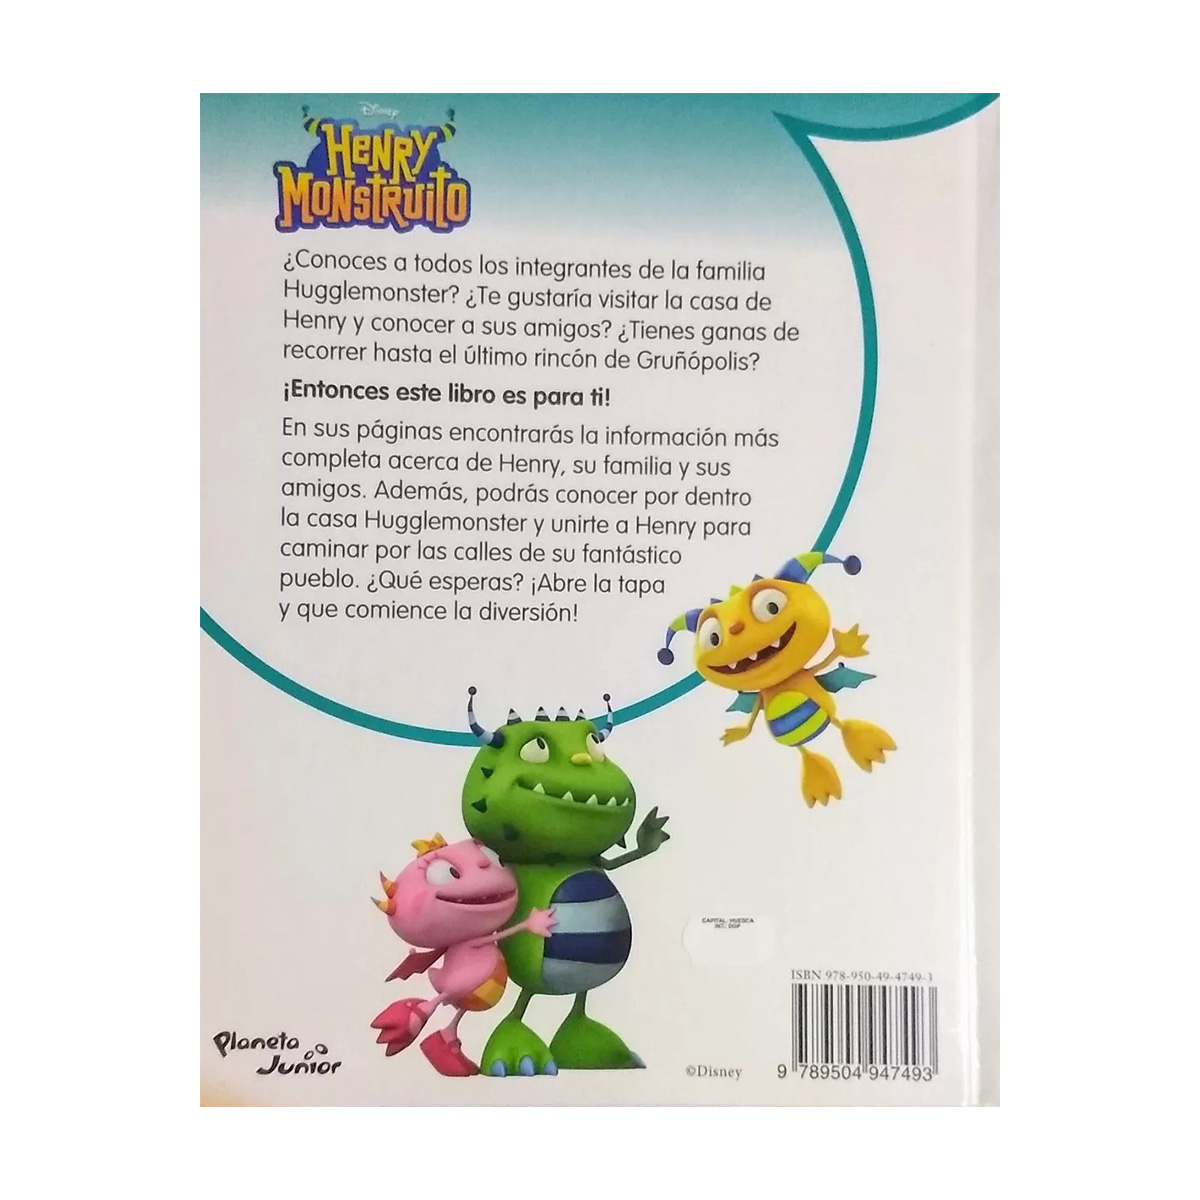 Disney
HENRY
MONSTRUITO
¿Conoces a todos los integrantes de la familia
Hugglemonster? ¿Te gustaría visitar la casa de
Henry y conocer a sus amigos? ¿Tienes ganas de
recorrer hasta el último rincón de Gruñópolis?
¡Entonces este libro es para ti!
En sus páginas encontrarás la información más
completa acerca de Henry, su familia y sus
amigos. Además, podrás conocer por dentro
la casa Hugglemonster y unirte a Henry para
caminar por las calles de su fantástico
pueblo. ¿Qué esperas? ¡Abre la tapa
y que comience la diversión!
CAPITAL: HUESCA
INT.: DGP
ISBN 978-950-49-4749-3
Planeta
Junior
©Disney
9 789504 947493